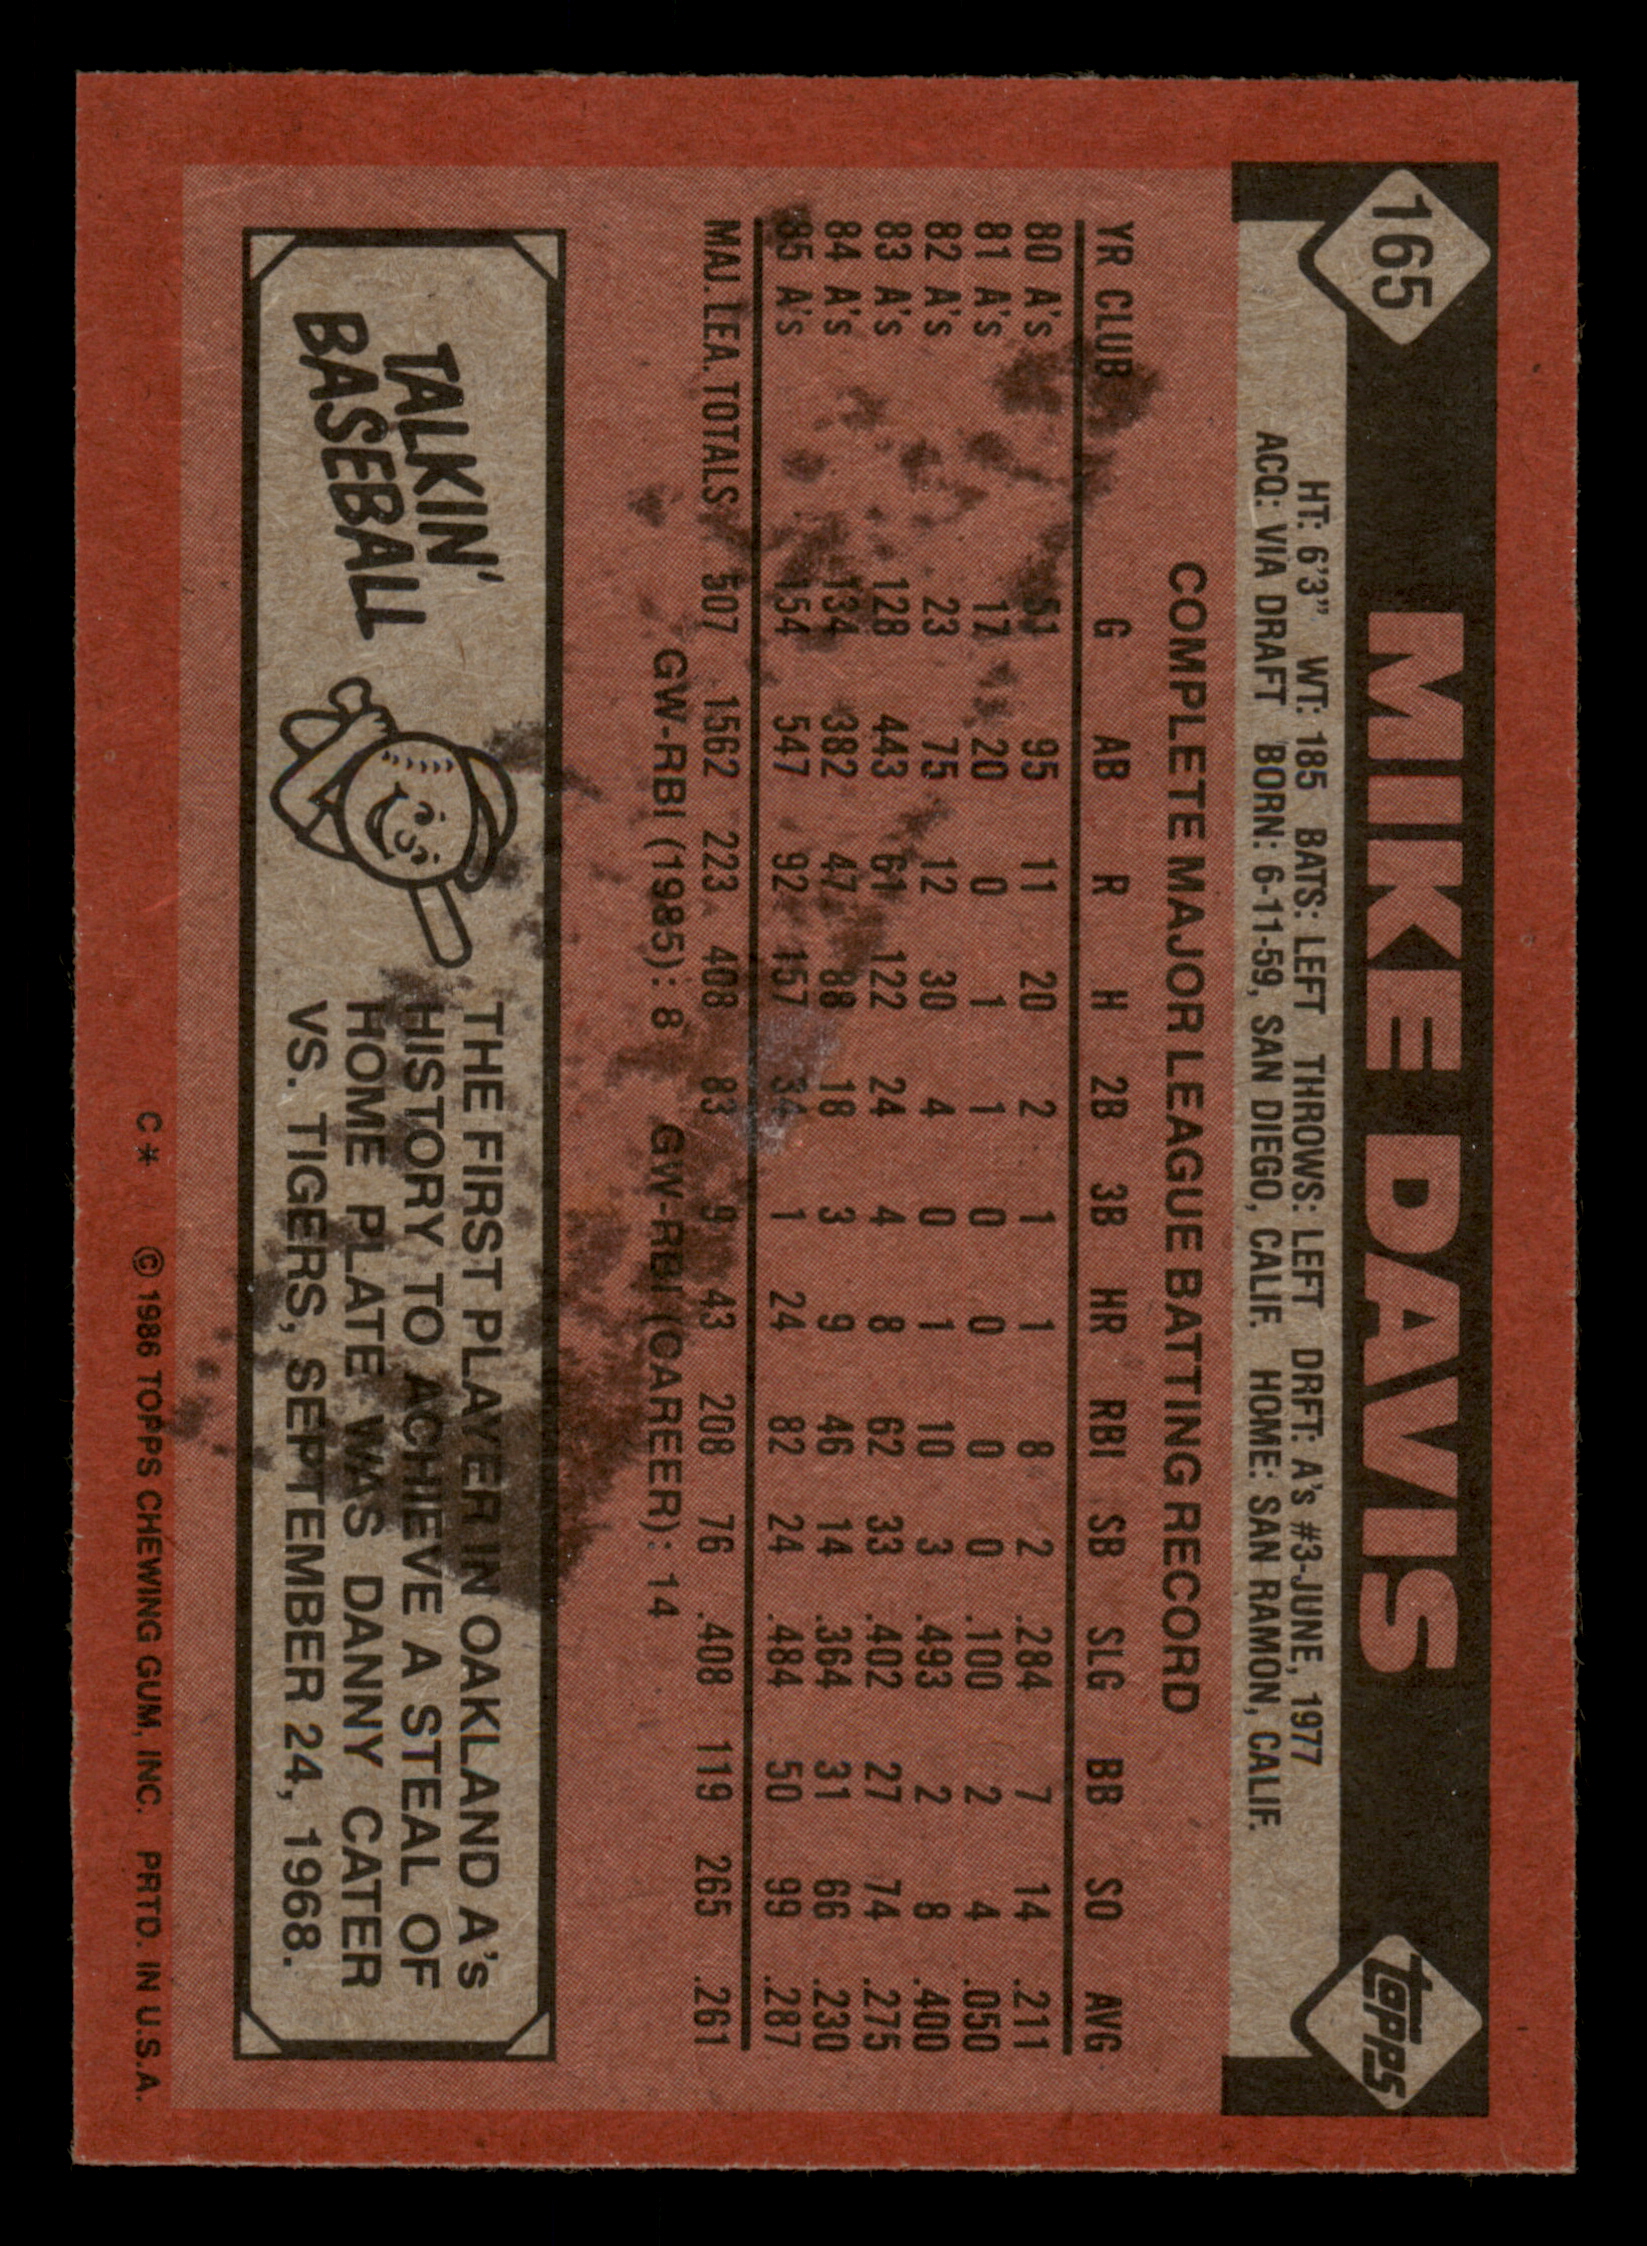 165
MIKE DAVIS
topps
HT: 6'3" WT: 185 BATS: LEFT THROWS: LEFT DRFT: A's #3-JUNE, 1977
ACQ: VIA DRAFT BORN: 6-11-59, SAN DIEGO, CALIF. HOME: SAN RAMON, CALIF.
COMPLETE MAJOR LEAGUE BATTING RECORD
YR CLUB G AB R H 2B 3B HR RBI SB SLG BB SO AVG
80 A's 51 95 11 20 2 1 1 8 2 .284 7 14 .211
81 A's 17 20 0 1 1 0 0 0 0 .100 2 4 .050
82 A's 23 75 12 30 4 0 1 10 3 .493 2 8 .400
83 A's 128 443 61 122 24 4 8 62 33 .402 27 74 .275
84 A's 134 382 47 88 18 3 9 46 14 .364 31 66 .230
85 A's 154 547 92 157 34 1 24 82 24 .484 50 99 .287
MAJ. LEA. TOTALS 507 1562 223 408 83 9 43 208 76 .408 119 265 .261
GW-RBI (1985): 8 GW-RBI (CAREER): 14
TALKIN'
BASEBALL
THE FIRST PLAYER IN OAKLAND A's
HISTORY TO ACHIEVE A STEAL OF
HOME PLATE WAS DANNY CATER
VS. TIGERS, SEPTEMBER 24, 1968.
C* © 1986 TOPPS CHEWING GUM, INC. PRTD. IN U.S.A.